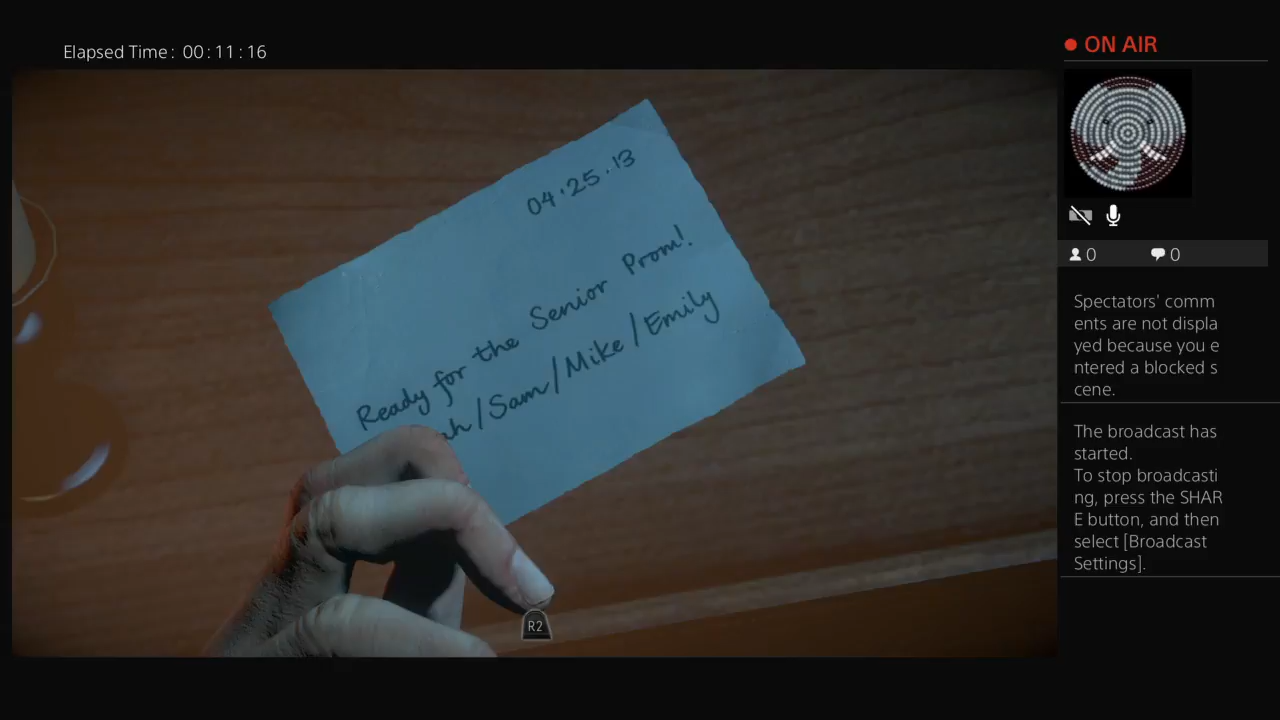 Elapsed Time: 00:11:16
ON AIR
04.25.13
Ready for the Senior Prom!
/Sam/Mike/Emily
R2
0
0
Spectators' comm
ents are not displa
yed because you e
ntered a blocked s
cene.
The broadcast has
started.
To stop broadcasti
ng, press the SHAR
E button, and then
select [Broadcast
Settings].